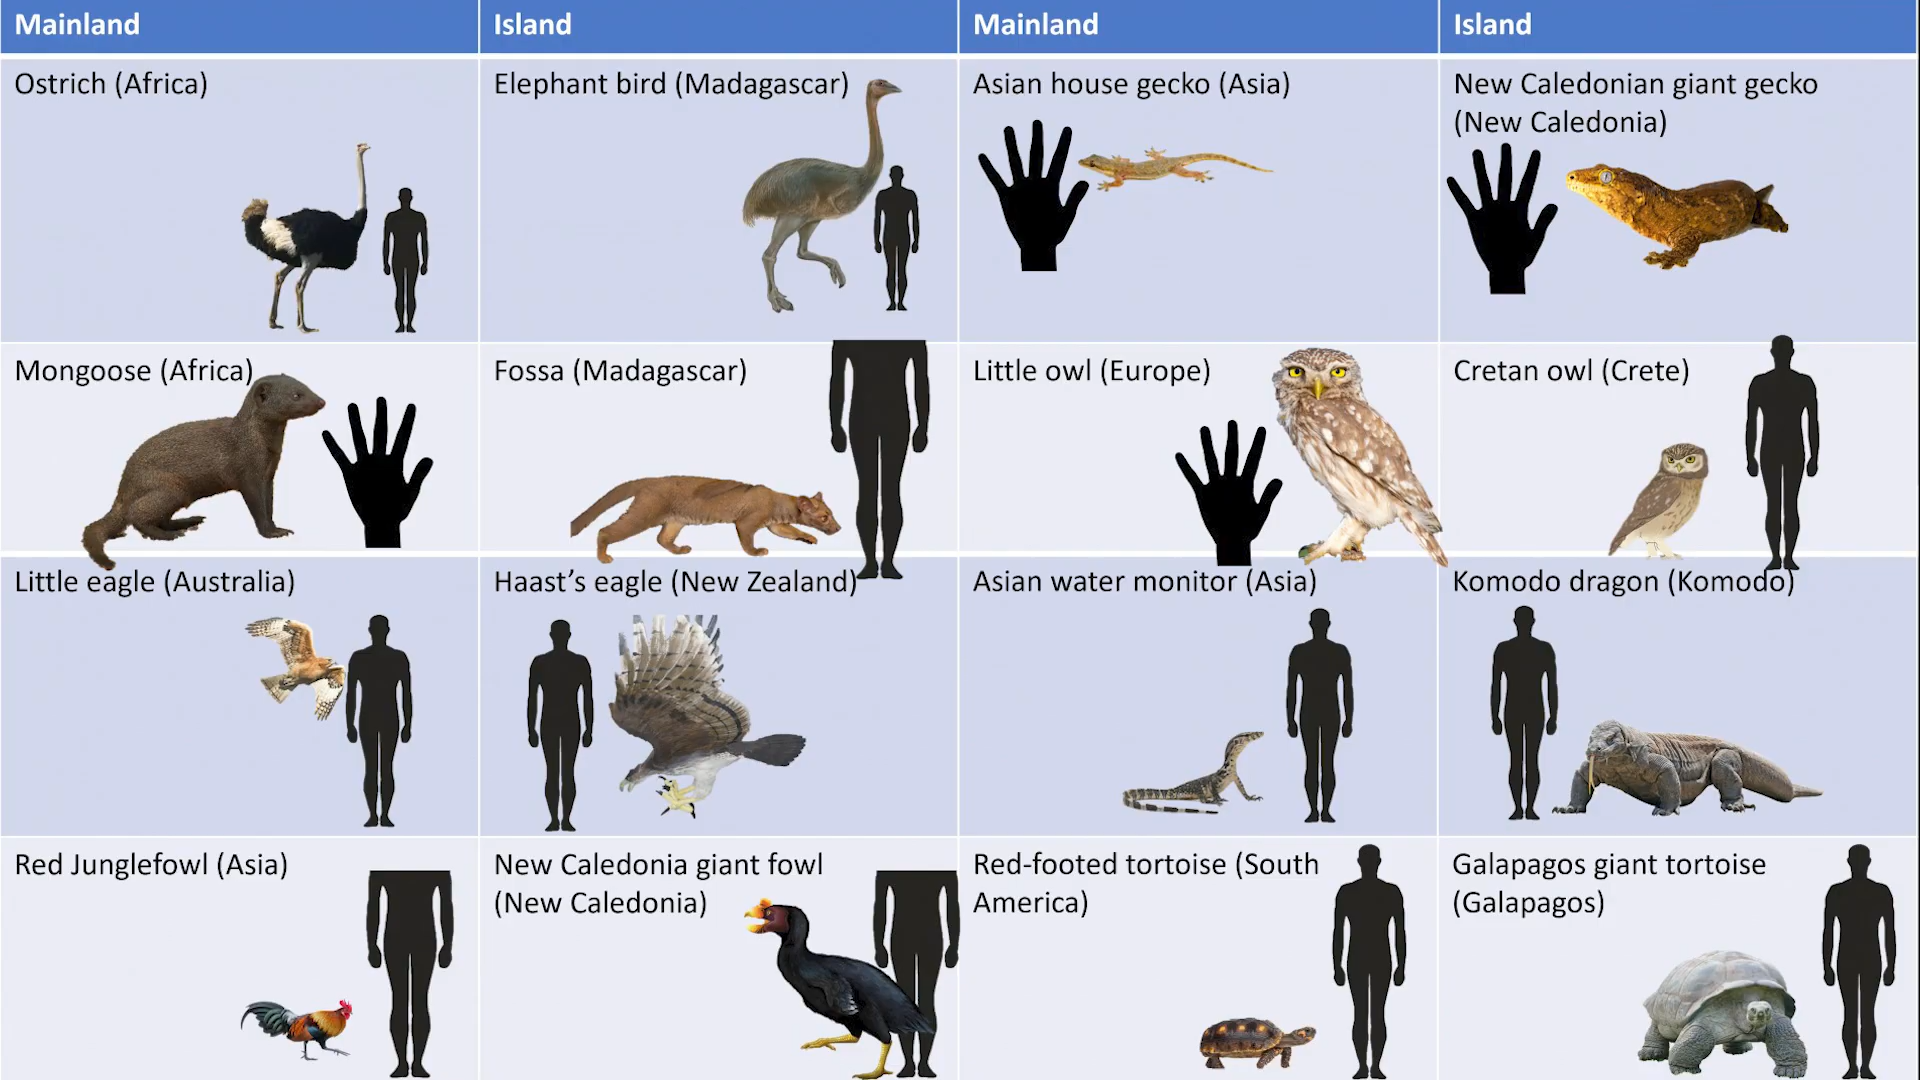 Mainland
Island
Mainland
Island
Ostrich (Africa)
Elephant bird (Madagascar)
Asian house gecko (Asia)
New Caledonian giant gecko
(New Caledonia)
Mongoose (Africa)
Fossa (Madagascar)
Little owl (Europe)
Cretan owl (Crete)
Little eagle (Australia)
Haast’s eagle (New Zealand)
Asian water monitor (Asia)
Komodo dragon (Komodo)
Red Junglefowl (Asia)
New Caledonia giant fowl
(New Caledonia)
Red-footed tortoise (South
America)
Galapagos giant tortoise
(Galapagos)